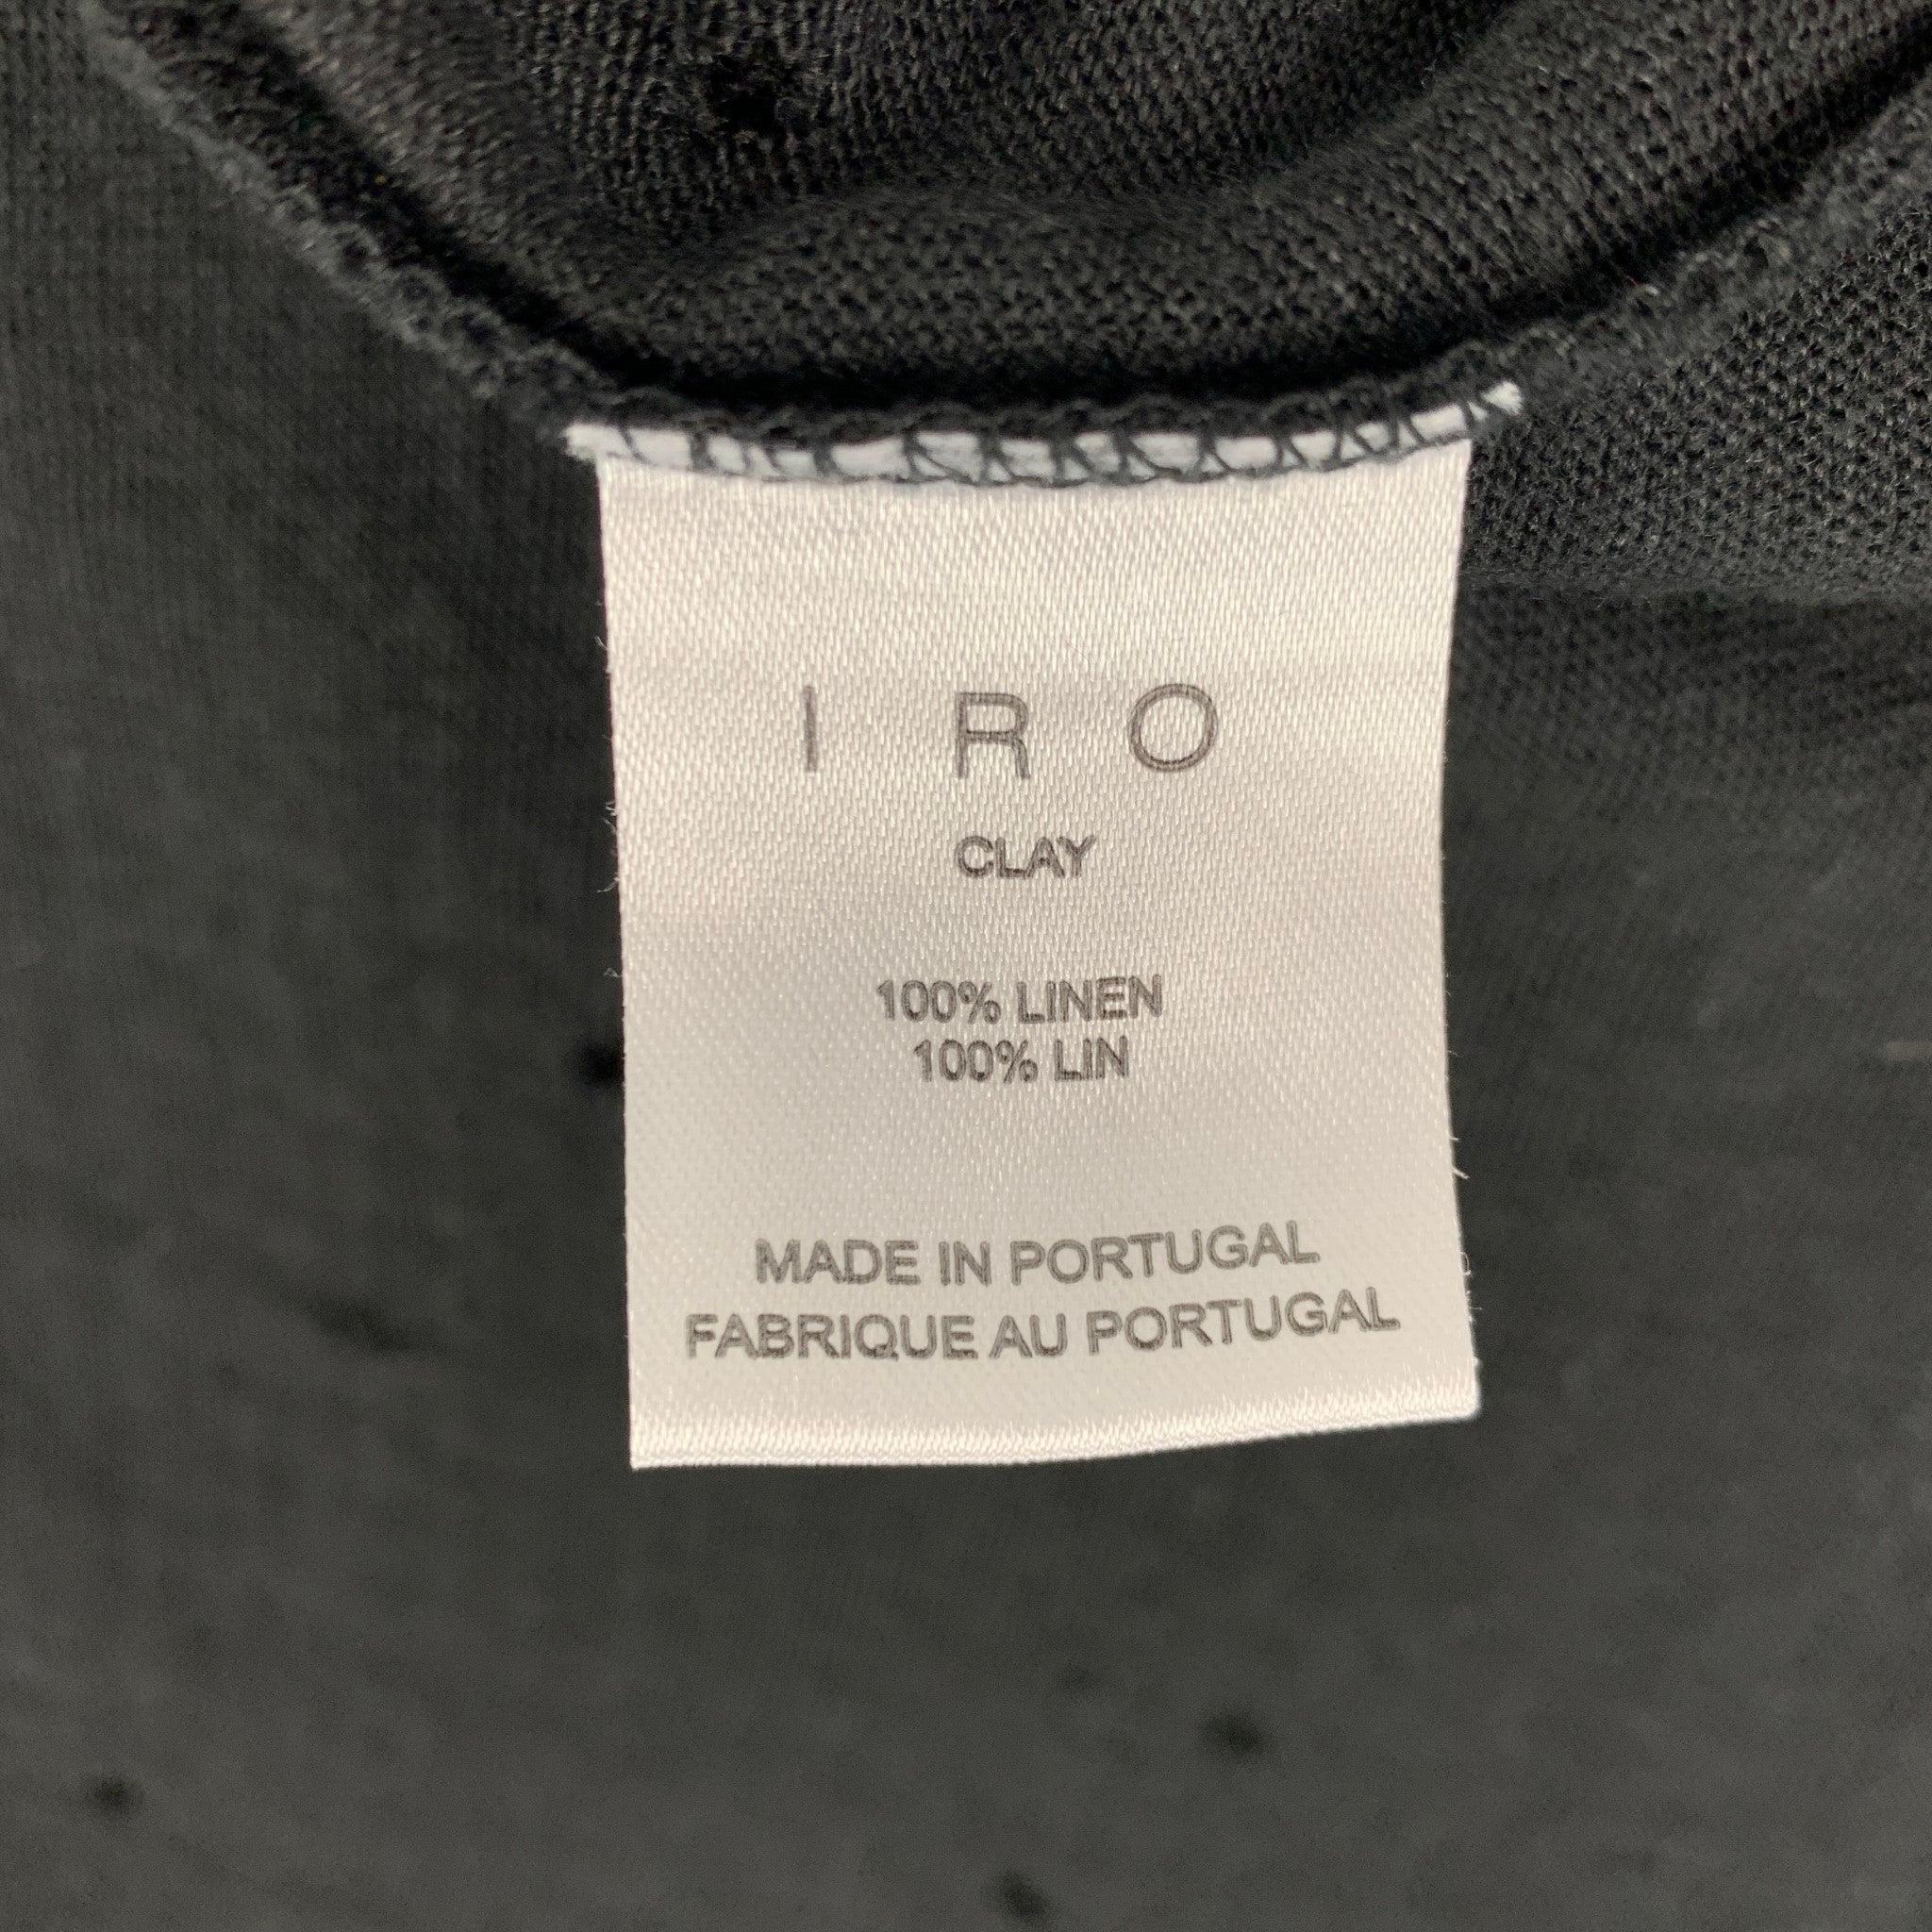 IRO
CLAY
100% LINEN
100% LIN
MADE IN PORTUGAL
FABRIQUE AU PORTUGAL